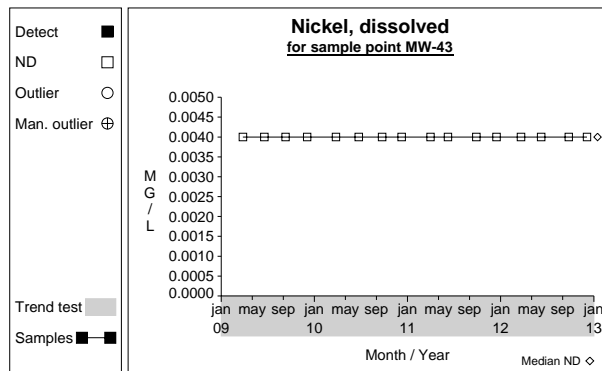 Detect
ND
Outlier
Man. outlier
Trend test
Samples
Nickel, dissolved
for sample point MW-43
M
G
/
L
0.0050
0.0045
0.0040
0.0035
0.0030
0.0025
0.0020
0.0015
0.0010
0.0005
0.0000
jan may sep jan may sep jan may sep jan may sep jan
09 10 11 12 13
Month / Year
Median ND